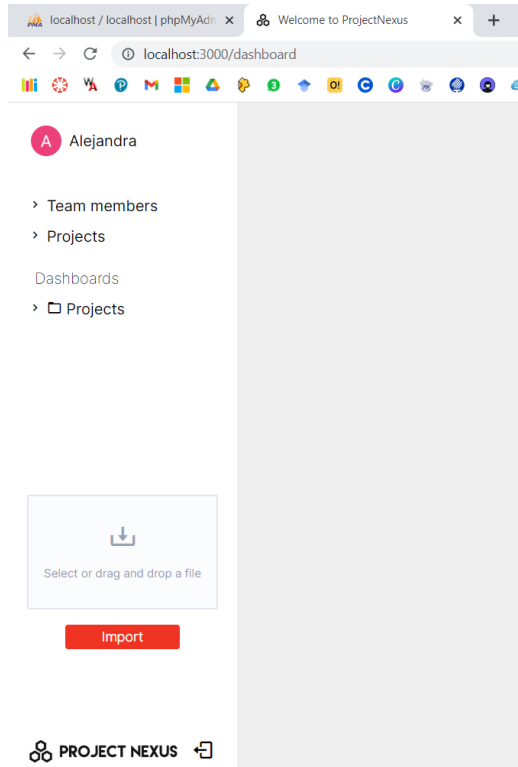 localhost / localhost | phpMyAdn
Welcome to ProjectNexus
localhost:3000/dashboard
A Alejandra
Team members
Projects
Dashboards
Projects
Select or drag and drop a file
Import
PROJECT NEXUS